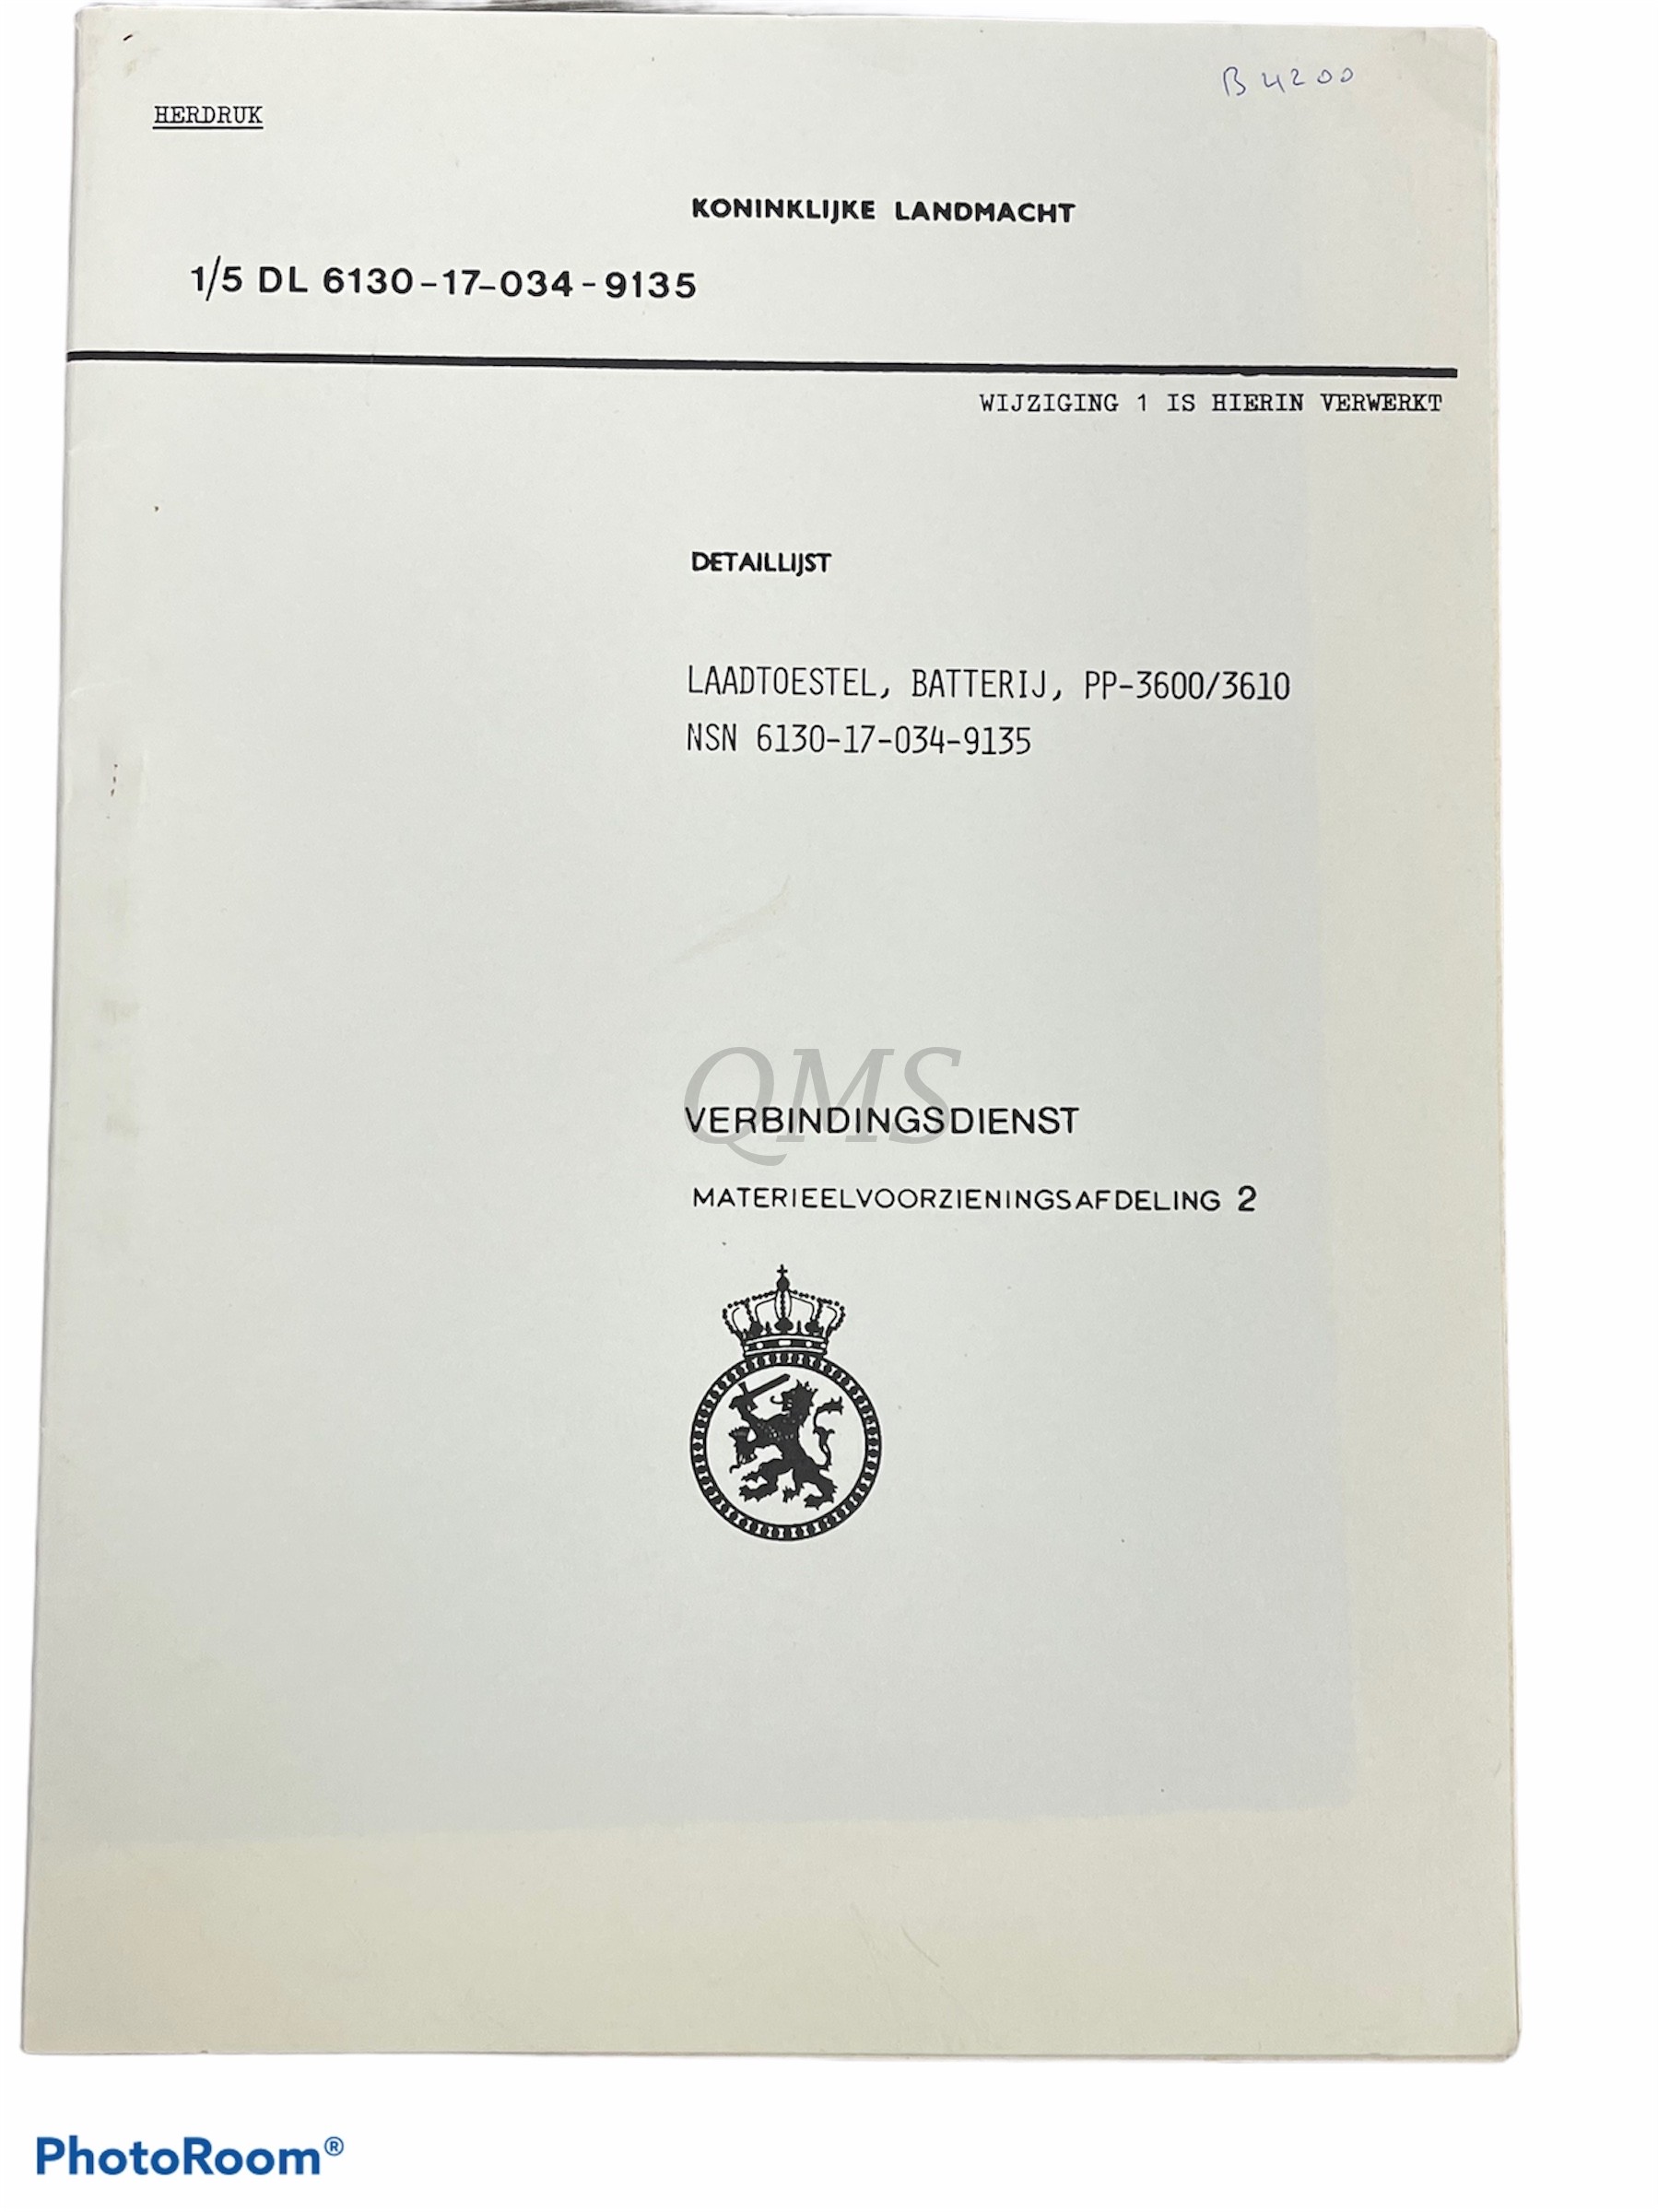 B 4200
HERDRUK
KONINKLIJKE LANDMACHT
1/5 DL 6130-17-034-9135
WIJZIGING 1 IS HIERIN VERWERKT
DETAILLIJST
LAADTOESTEL, BATTERIJ, PP-3600/3610
NSN 6130-17-034-9135
QMS
VERBINDINGSDIENST
MATERIEELVOORZIENINGSAFDELING 2
PhotoRoom®